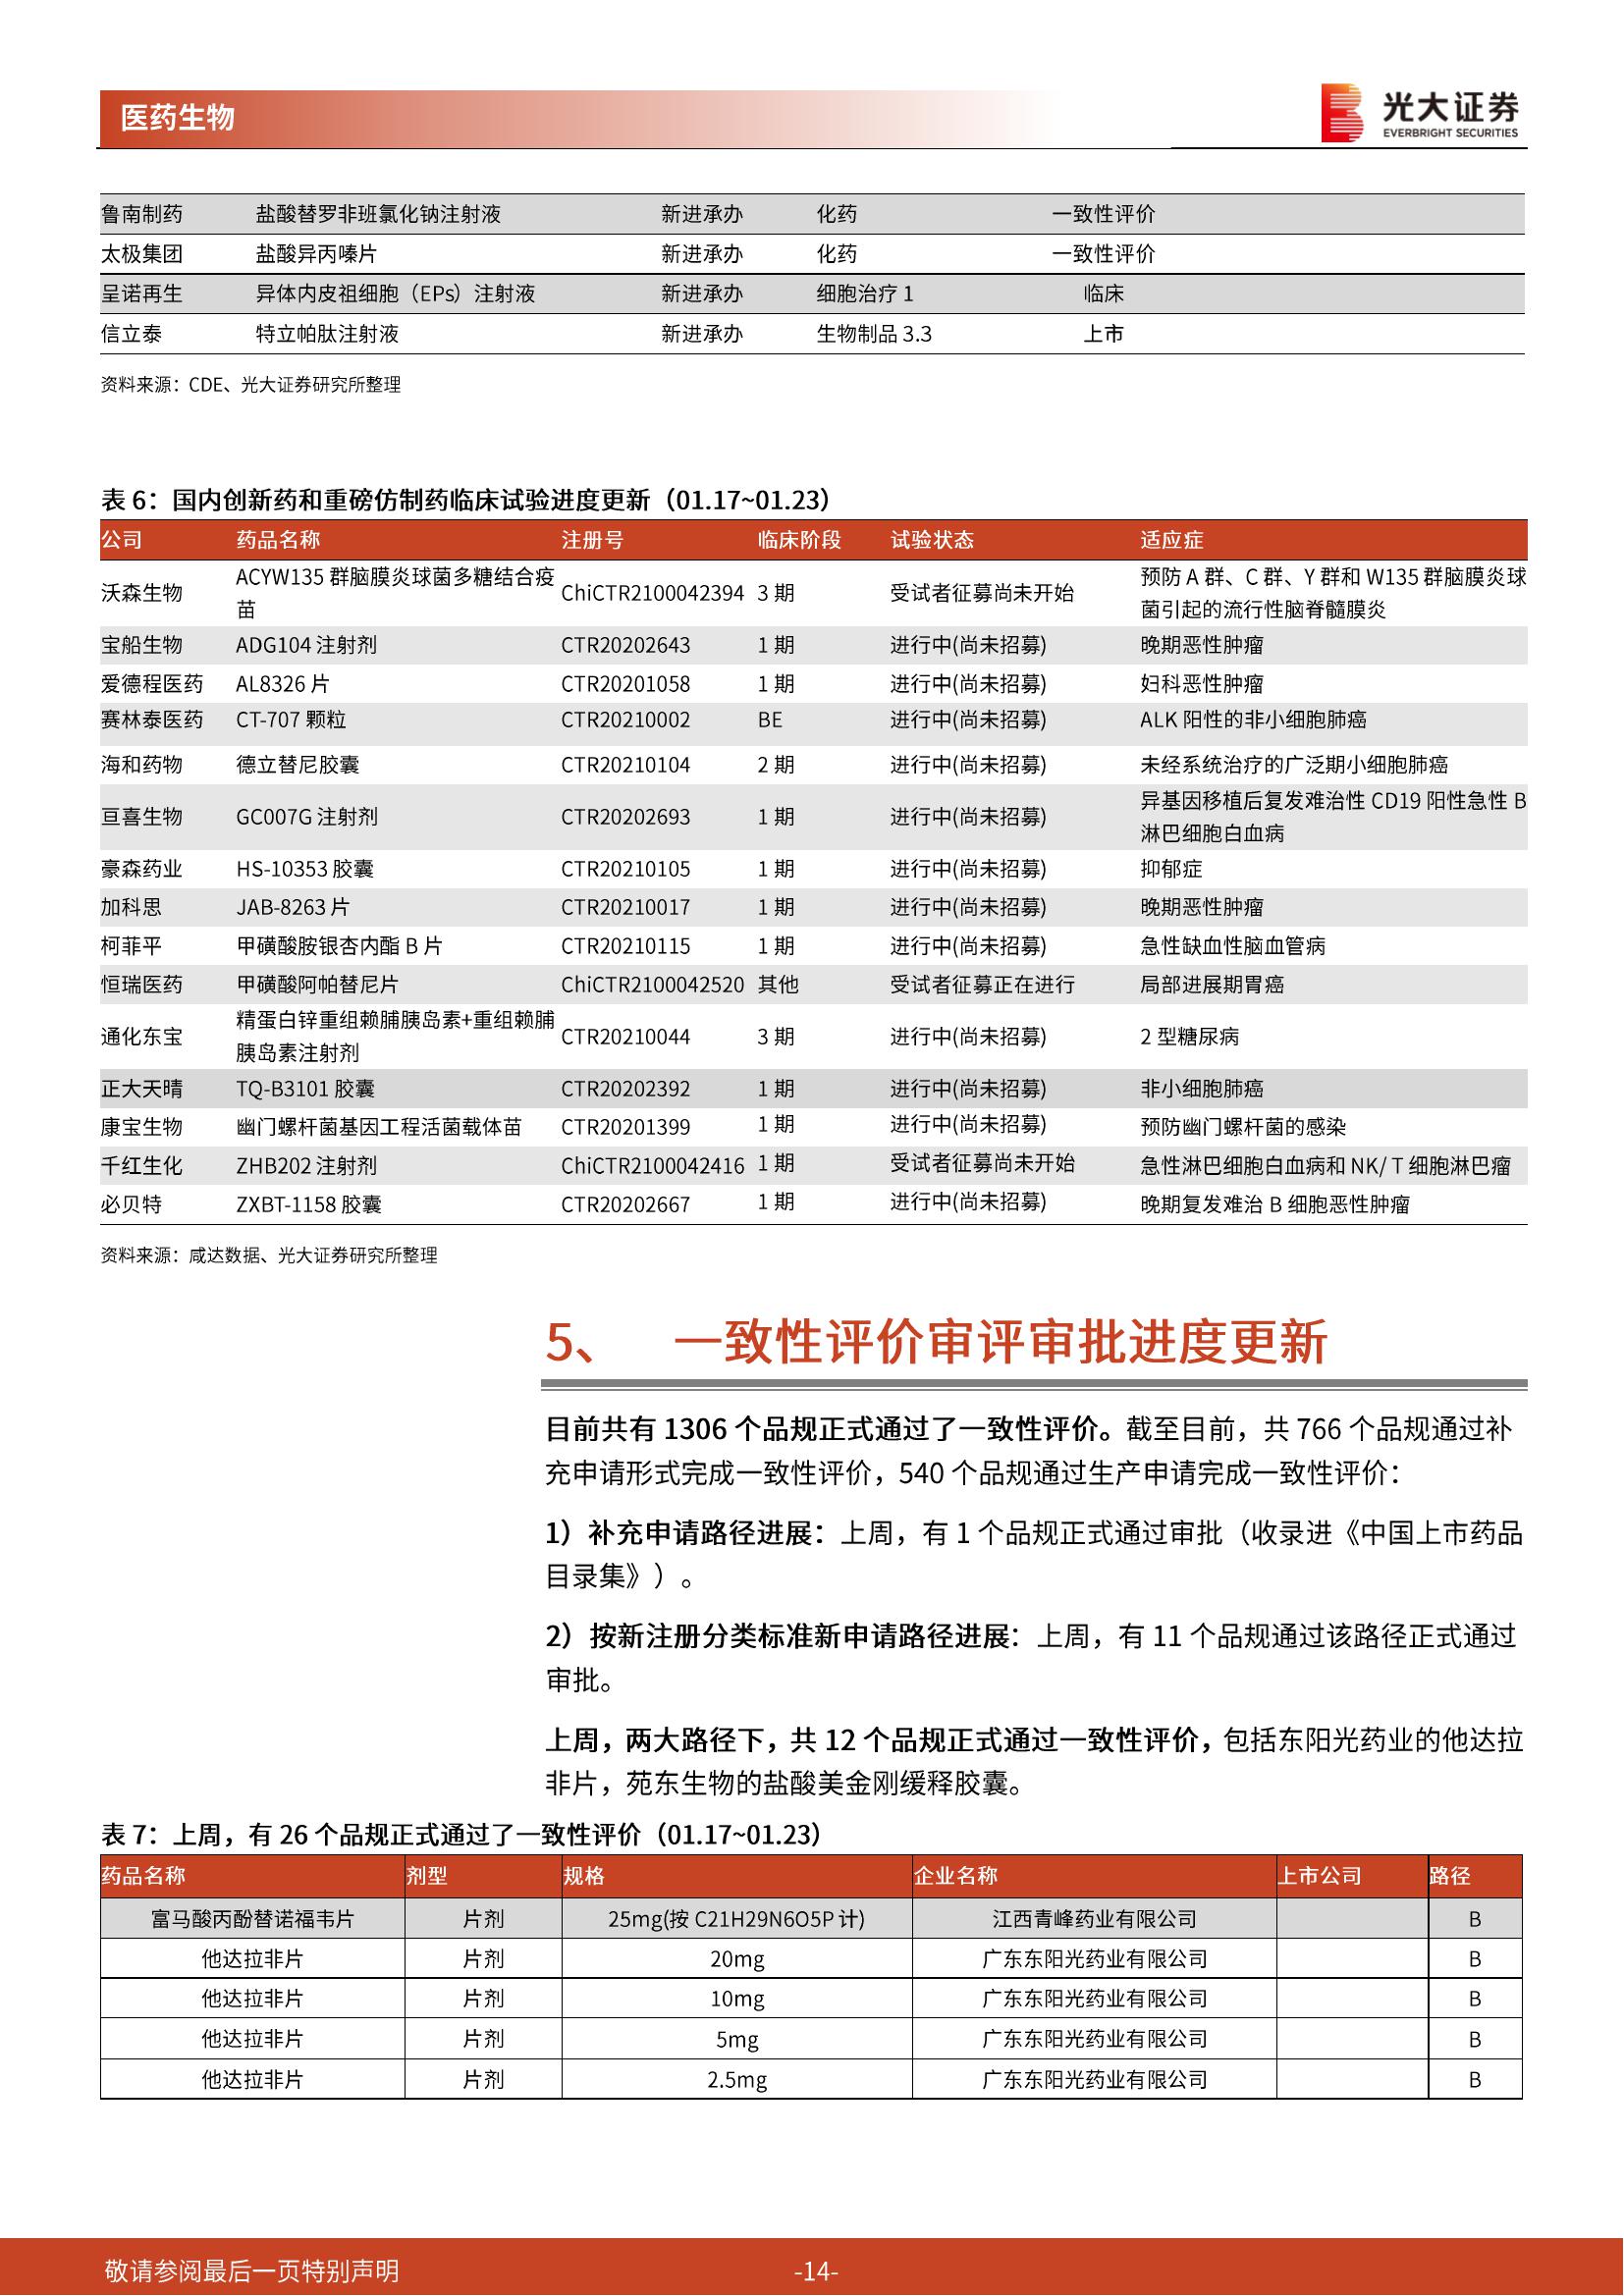 医药生物
光大证券
EVERBRIGHT SECURITIES
鲁南制药 盐酸替罗非班氯化钠注射液 新进承办 化药 一致性评价
太极集团 盐酸异丙嗪片 新进承办 化药 一致性评价
呈诺再生 异体内皮祖细胞（EPs）注射液 新进承办 细胞治疗 1 临床
信立泰 特立帕肽注射液 新进承办 生物制品 3.3 上市
资料来源：CDE、光大证券研究所整理
表 6：国内创新药和重磅仿制药临床试验进度更新（01.17~01.23）
公司 药品名称 注册号 临床阶段 试验状态 适应症
沃森生物 ACYW135 群脑膜炎球菌多糖结合疫苗 ChiCTR2100042394 3 期 受试者征募尚未开始 预防 A 群、C 群、Y 群和 W135 群脑膜炎球菌引起的流行性脑脊髓膜炎
宝船生物 ADG104 注射剂 CTR20202643 1 期 进行中(尚未招募) 晚期恶性肿瘤
爱德程医药 AL8326 片 CTR20201058 1 期 进行中(尚未招募) 妇科恶性肿瘤
赛林泰医药 CT-707 颗粒 CTR20210002 BE 进行中(尚未招募) ALK 阳性的非小细胞肺癌
海和药物 德立替尼胶囊 CTR20210104 2 期 进行中(尚未招募) 未经系统治疗的广泛期小细胞肺癌
亘喜生物 GC007G 注射剂 CTR20202693 1 期 进行中(尚未招募) 异基因移植后复发难治性 CD19 阳性急性 B 淋巴细胞白血病
豪森药业 HS-10353 胶囊 CTR20210105 1 期 进行中(尚未招募) 抑郁症
加科思 JAB-8263 片 CTR20210017 1 期 进行中(尚未招募) 晚期恶性肿瘤
柯菲平 甲磺酸胺银杏内酯 B 片 CTR20210115 1 期 进行中(尚未招募) 急性缺血性脑血管病
恒瑞医药 甲磺酸阿帕替尼片 ChiCTR2100042520 其他 受试者征募正在进行 局部进展期胃癌
通化东宝 精蛋白锌重组赖脯胰岛素+重组赖脯胰岛素注射剂 CTR20210044 3 期 进行中(尚未招募) 2 型糖尿病
正大天晴 TQ-B3101 胶囊 CTR20202392 1 期 进行中(尚未招募) 非小细胞肺癌
康宝生物 幽门螺杆菌基因工程活菌载体苗 CTR20201399 1 期 进行中(尚未招募) 预防幽门螺杆菌的感染
千红生化 ZHB202 注射剂 ChiCTR2100042416 1 期 受试者征募尚未开始 急性淋巴细胞白血病和 NK/ T 细胞淋巴瘤
必贝特 ZXBT-1158 胶囊 CTR20202667 1 期 进行中(尚未招募) 晚期复发难治 B 细胞恶性肿瘤
资料来源：咸达数据、光大证券研究所整理
5、 一致性评价审评审批进度更新
目前共有 1306 个品规正式通过了一致性评价。截至目前，共 766 个品规通过补
充申请形式完成一致性评价，540 个品规通过生产申请完成一致性评价：
1）补充申请路径进展：上周，有 1 个品规正式通过审批（收录进《中国上市药品
目录集》）。
2）按新注册分类标准新申请路径进展：上周，有 11 个品规通过该路径正式通过
审批。
上周，两大路径下，共 12 个品规正式通过一致性评价，包括东阳光药业的他达拉
非片，苑东生物的盐酸美金刚缓释胶囊。
表 7：上周，有 26 个品规正式通过了一致性评价（01.17~01.23）
药品名称 剂型 规格 企业名称 上市公司 路径
富马酸丙酚替诺福韦片 片剂 25mg(按 C21H29N6O5P 计) 江西青峰药业有限公司 B
他达拉非片 片剂 20mg 广东东阳光药业有限公司 B
他达拉非片 片剂 10mg 广东东阳光药业有限公司 B
他达拉非片 片剂 5mg 广东东阳光药业有限公司 B
他达拉非片 片剂 2.5mg 广东东阳光药业有限公司 B
敬请参阅最后一页特别声明 -14-